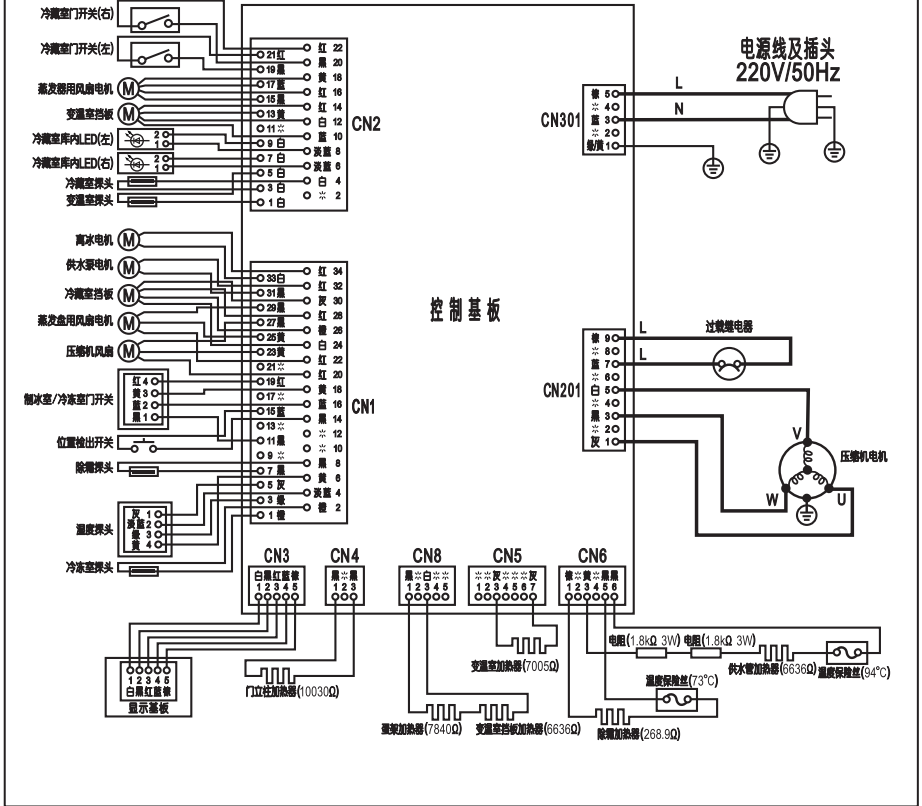 冷藏室门开关(右)
冷藏室门开关(左)
蒸发器用风扇电机 M
变温室挡板 M
冷藏室库内LED(左) 2 1
冷藏室库内LED(右) 2 1
冷藏室探头
变温室探头
红 22
21 红
黑 20
19 黑
黄 18
17 蓝
红 16
15 黑
红 14
13 黄
白 12
11
蓝 10
9 白
淡蓝 8
7 白
淡蓝 6
5 白
白 4
3 白
2
1 白
CN2
电源线及插头
220V/50Hz
CN301
棕 5
4
蓝 3
2
绿/黄 1
L
N
离冰电机 M
供水泵电机 M
冷藏室挡板 M
蒸发盘用风扇电机 M
压缩机风扇 M
制冰室/冷冻室门开关
红 4
黄 3
蓝 2
黑 1
位置检出开关
除霜探头
温度探头
灰 1
淡蓝 2
绿 3
黄 4
冷冻室探头
红 34
33 白
红 32
31 黑
灰 30
29 黑
黑 28
27 黑
橙 26
25 黄
白 24
23 黄
红 22
21
红 20
19 红
黄 18
17
蓝 16
15 蓝
黑 14
13
12
11 黑
10
9
黑 8
7 黑
黄 6
5 灰
淡蓝 4
3 绿
橙 2
1 橙
CN1
控制基板
CN201
棕 9
8
蓝 7
6
白 5
4
黑 3
2
灰 1
L
L
过载继电器
V
W
U
压缩机电机
CN3
白黑红蓝棕
1 2 3 4 5
CN4
黑 黑
1 2 3
CN8
黑 白
1 2 3 4 5
CN5
灰 灰
1 2 3 4 5 6 7
CN6
棕 黄 黑黑
1 2 3 4 5 6
1 2 3 4 5
白黑红蓝棕
显示基板
门立柱加热器(10030Ω)
蛋架加热器(7840Ω)
变温室加热器(7005Ω)
变温室挡板加热器(6636Ω)
电阻(1.8kΩ 3W)
电阻(1.8kΩ 3W)
供水管加热器(6636Ω)
温度保险丝(94°C)
温度保险丝(73°C)
除霜加热器(268.9Ω)